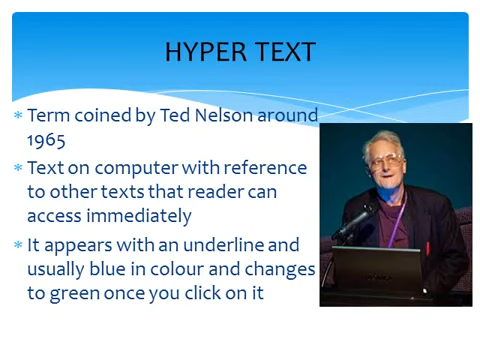 HYPER TEXT
Term coined by Ted Nelson around
1965
Text on computer with reference
to other texts that reader can
access immediately
It appears with an underline and
usually blue in colour and changes
to green once you click on it